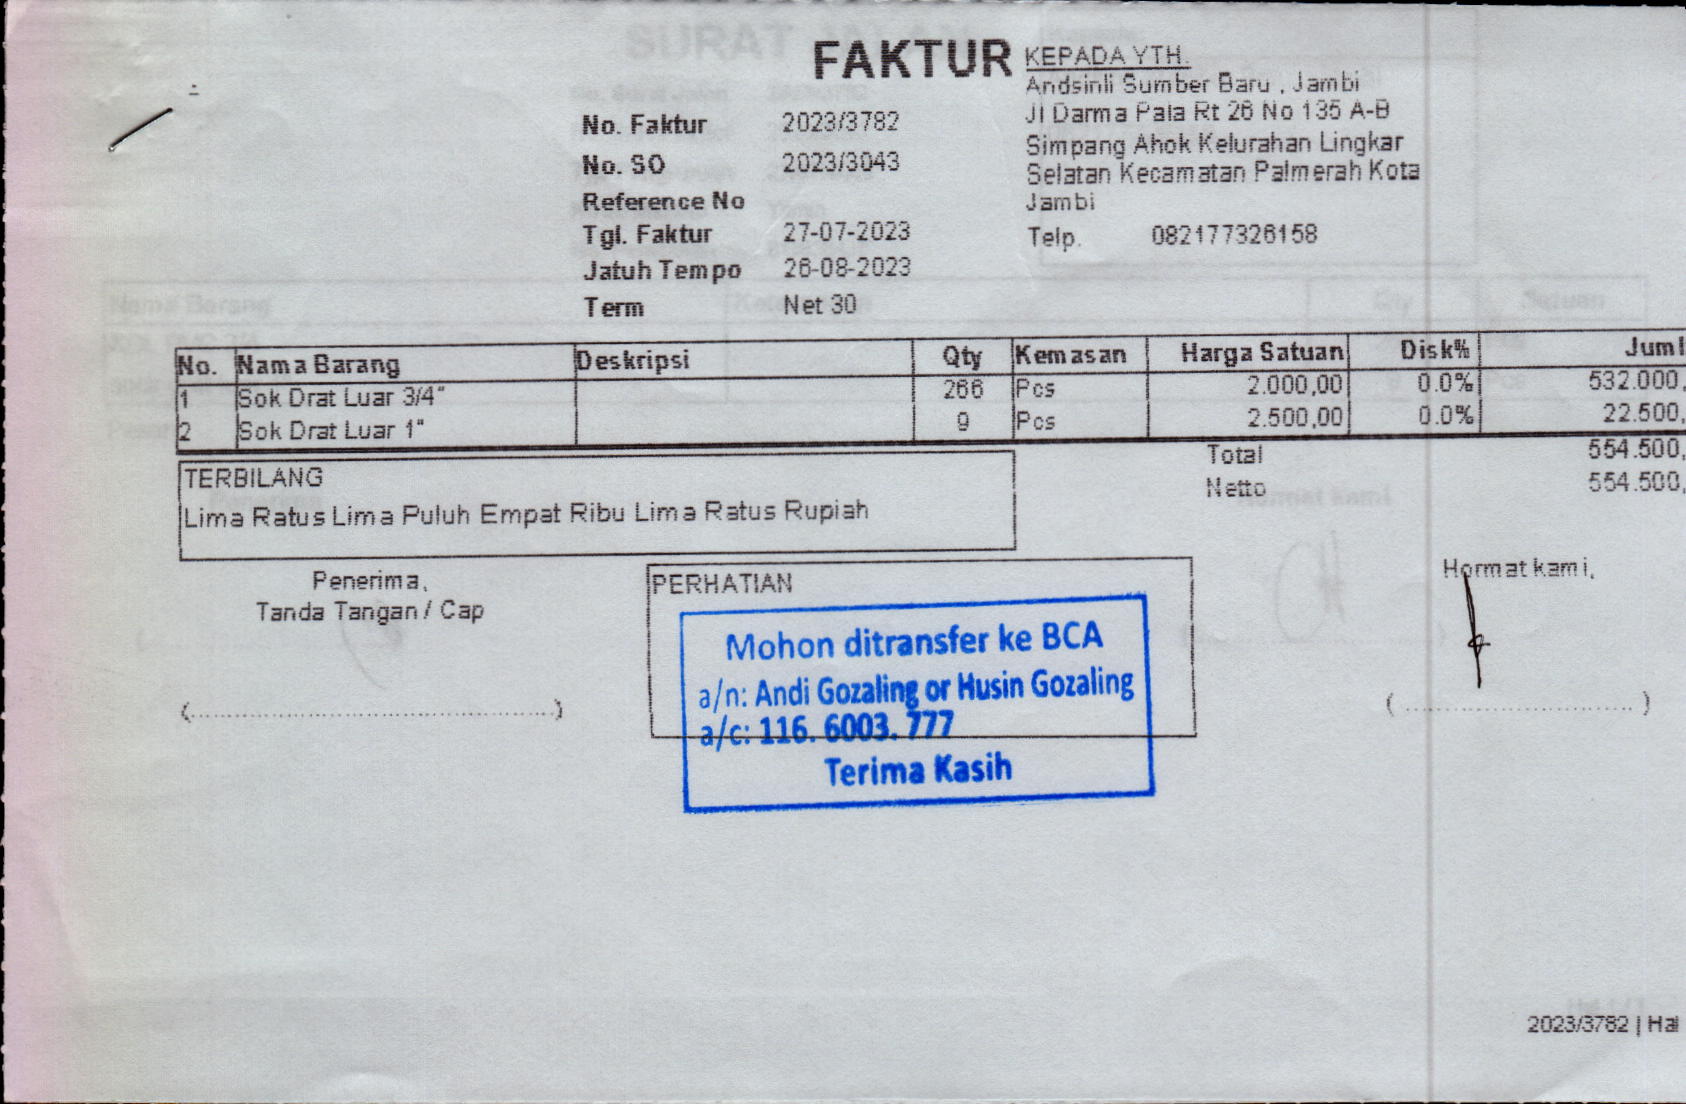 FAKTUR
No. Faktur 2023/3782
No. SO 2023/3043
Reference No
Tgl. Faktur 27-07-2023
Jatuh Tempo 26-08-2023
Term Net 30
KEPADA YTH.
Andsinli Sumber Baru , Jambi
Jl Darma Pala Rt 26 No 135 A-B
Simpang Ahok Kelurahan Lingkar
Selatan Kecamatan Palmerah Kota
Jambi
Telp. 082177326158
No. Nama Barang Deskripsi Qty Kemasan Harga Satuan Disk% Juml
1 Sok Drat Luar 3/4" 266 Pcs 2.000,00 0.0% 532.000,
2 Sok Drat Luar 1" 9 Pcs 2.500,00 0.0% 22.500,
Total 554.500,
Netto 554.500,
TERBILANG
Lima Ratus Lima Puluh Empat Ribu Lima Ratus Rupiah
Penerima,
Tanda Tangan / Cap
(....................................................)
PERHATIAN
Mohon ditransfer ke BCA
a/n: Andi Gozaling or Husin Gozaling
a/c: 116. 6003. 777
Terima Kasih
Hormat kami,
( ................................ )
2023/3782 | Hal